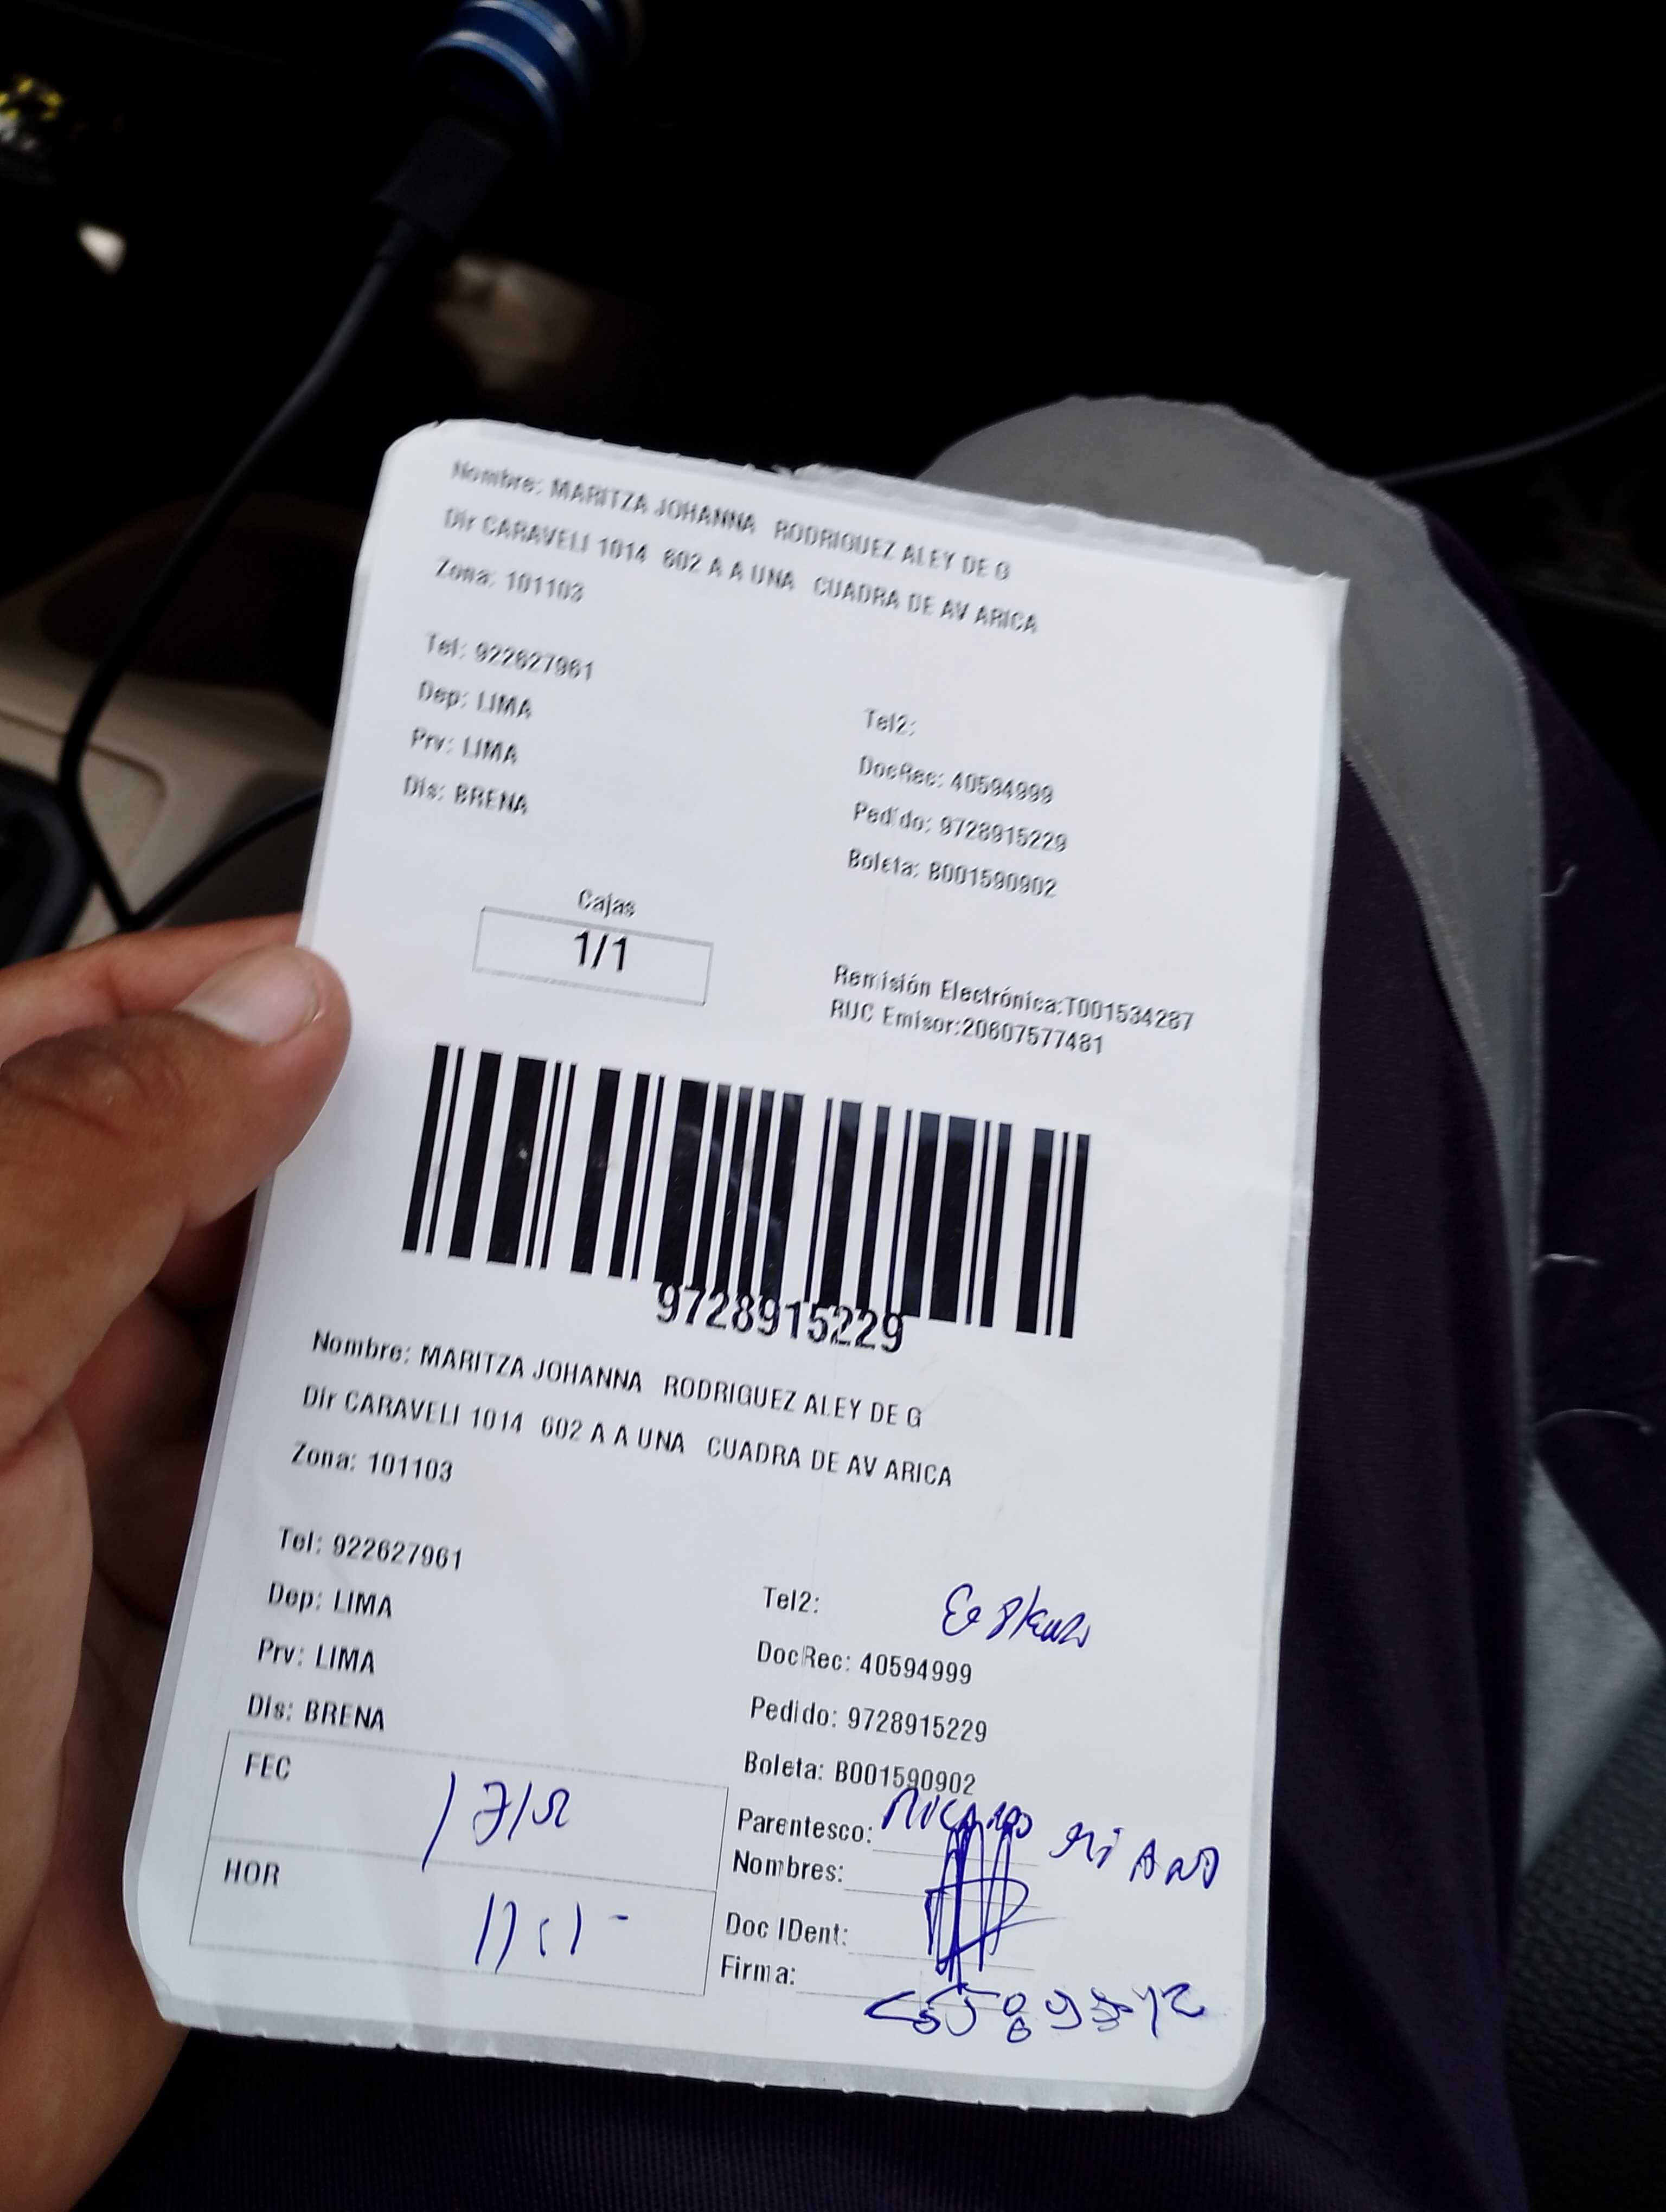 Nombre: MARITZA JOHANNA RODRIGUEZ ALEY DE G
Dir CARAVELI 1014 602 A A UNA CUADRA DE AV ARICA
Zona: 101103
Tel: 922627961
Dep: LIMA
Prv: LIMA
Dis: BRENA
Tel2:
DocRec: 40594999
Pedido: 9728915229
Boleta: B001590902
Cajas
1/1
Remisión Electrónica:T001534287
RUC Emisor:20607577481
9728915229
Nombre: MARITZA JOHANNA RODRIGUEZ ALEY DE G
Dir CARAVELI 1014 602 A A UNA CUADRA DE AV ARICA
Zona: 101103
Tel: 922627961
Dep: LIMA
Prv: LIMA
Dis: BRENA
Tel2:
DocRec: 40594999
Pedido: 9728915229
Boleta: B001590902
FEC
HOR
Parentesco:
Nombres:
Doc IDent:
Firma: